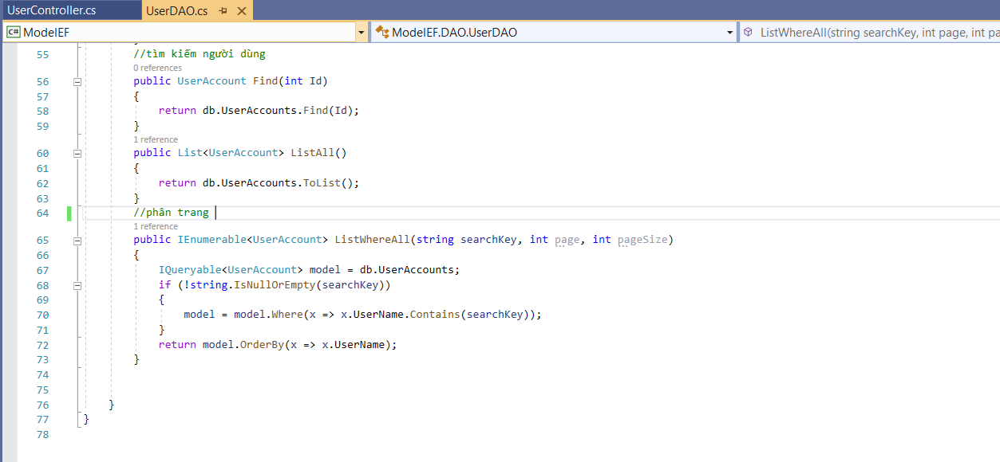 UserController.cs UserDAO.cs
C# ModelEF ModelEF.DAO.UserDAO ListWhereAll(string searchKey, int page, int pa
55 //tìm kiếm người dùng
0 references
56 public UserAccount Find(int Id)
57 {
58 return db.UserAccounts.Find(Id);
59 }
1 reference
60 public List<UserAccount> ListAll()
61 {
62 return db.UserAccounts.ToList();
63 }
64 //phân trang
1 reference
65 public IEnumerable<UserAccount> ListWhereAll(string searchKey, int page, int pageSize)
66 {
67 IQueryable<UserAccount> model = db.UserAccounts;
68 if (!string.IsNullOrEmpty(searchKey))
69 {
70 model = model.Where(x => x.UserName.Contains(searchKey));
71 }
72 return model.OrderBy(x => x.UserName);
73 }
74
75
76 }
77 }
78